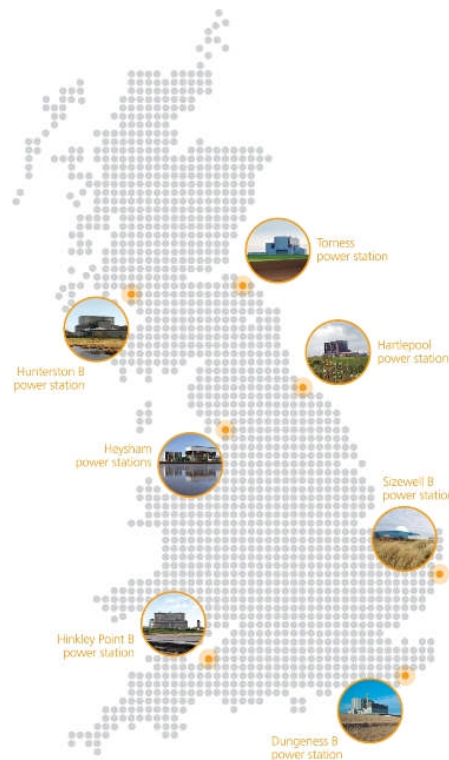 Torness
power station
Hartlepool
power station
Hunterston B
power station
Heysham
power stations
Sizewell B
power station
Hinkley Point B
power station
Dungeness B
power station